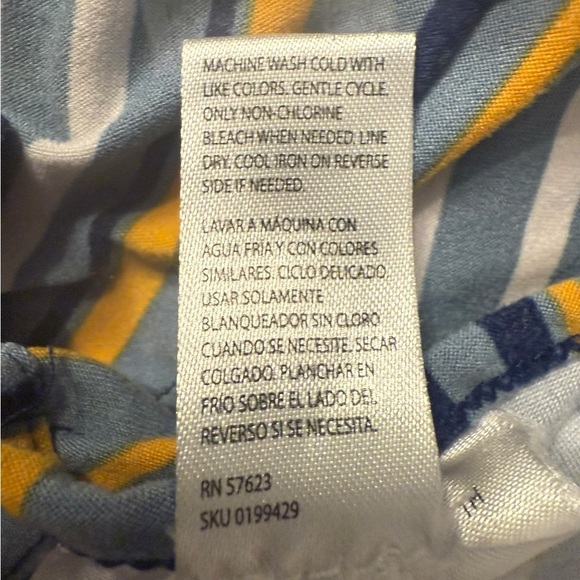 MACHINE WASH COLD WITH
LIKE COLORS. GENTLE CYCLE.
ONLY NON-CHLORINE
BLEACH WHEN NEEDED. LINE
DRY. COOL IRON ON REVERSE
SIDE IF NEEDED.
LAVAR A MÁQUINA CON
AGUA FRIA Y CON COLORES
SIMILARES. CICLO DELICADO
USAR SOLAMENTE
BLANQUEADOR SIN CLORO
CUANDO SE NECESITE. SECAR
COLGADO. PLANCHAR EN
FRIO SOBRE EL LADO DEL
REVERSO SI SE NECESITA.
RN 57623
SKU 0199429